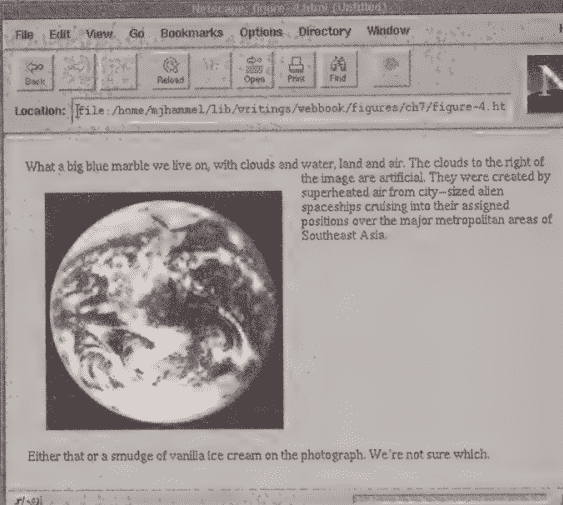 Netscape: figure-4.html (Untitled)
File Edit View Go Bookmarks Options Directory Window
Back Reload Open Print Find
N
Location: file:/home/mjhammel/lib/writings/webbook/figures/ch7/figure-4.ht
What a big blue marble we live on, with clouds and water, land and air. The clouds to the right of
the image are artificial. They were created by
superheated air from city-sized alien
spaceships cruising into their assigned
positions over the major metropolitan areas of
Southeast Asia.
Either that or a smudge of vanilla ice cream on the photograph. We're not sure which.